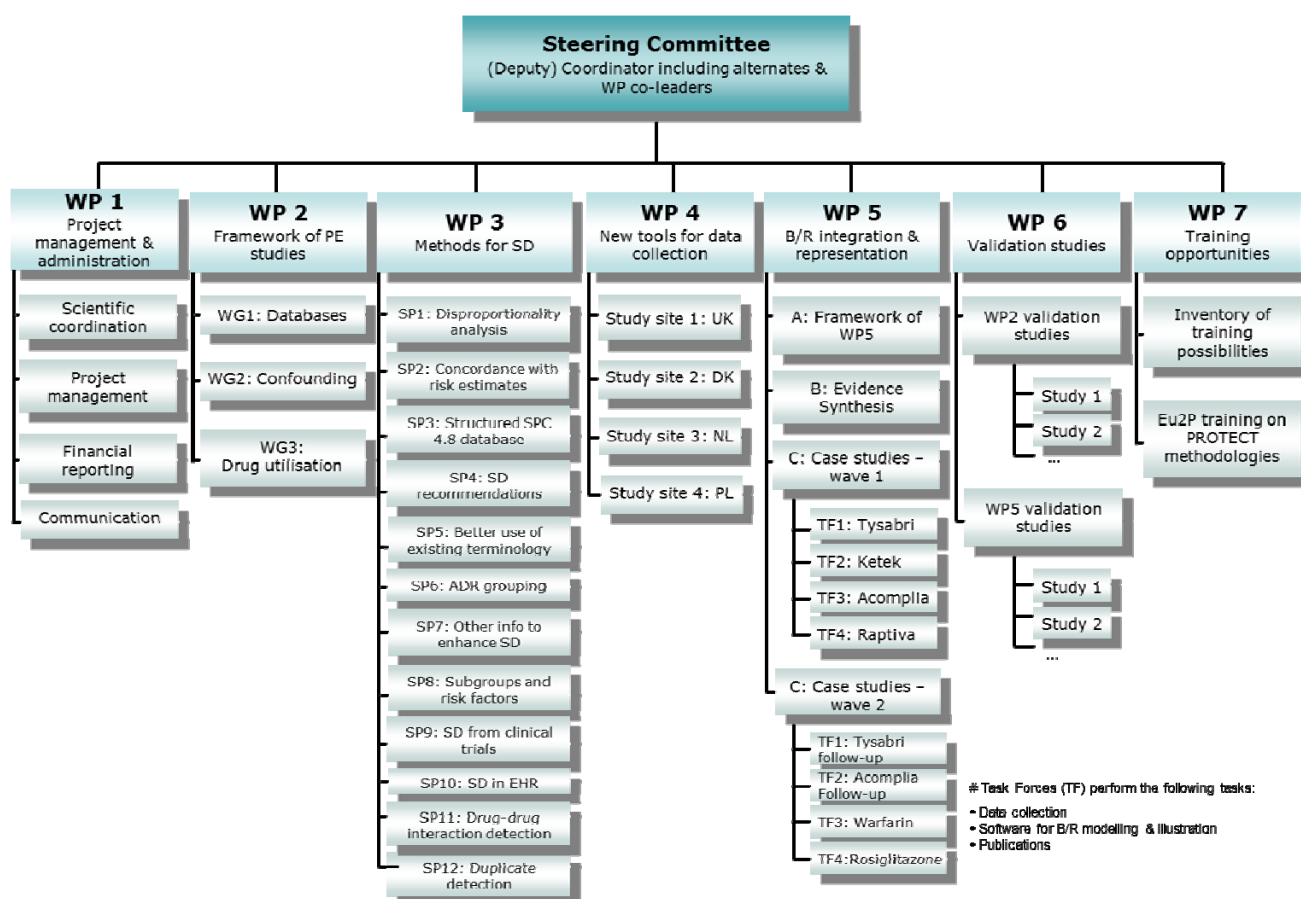 Steering Committee
(Deputy) Coordinator including alternates &
WP co-leaders
WP 1
Project
management &
administration
Scientific
coordination
Project
management
Financial
reporting
Communication
WP 2
Framework of PE
studies
WG1: Databases
WG2: Confounding
WG3:
Drug utilisation
WP 3
Methods for SD
SP1: Disproportionality
analysis
SP2: Concordance with
risk estimates
SP3: Structured SPC
4.8 database
SP4: SD
recommendations
SP5: Better use of
existing terminology
SP6: ADR grouping
SP7: Other info to
enhance SD
SP8: Subgroups and
risk factors
SP9: SD from clinical
trials
SP10: SD in EHR
SP11: Drug-drug
interaction detection
SP12: Duplicate
detection
WP 4
New tools for data
collection
Study site 1: UK
Study site 2: DK
Study site 3: NL
Study site 4: PL
WP 5
B/R integration &
representation
A: Framework of
WP5
B: Evidence
Synthesis
C: Case studies –
wave 1
TF1: Tysabri
TF2: Ketek
TF3: Acomplia
TF4: Raptiva
C: Case studies –
wave 2
TF1: Tysabri
follow-up
TF2: Acomplia
Follow-up
TF3: Warfarin
TF4:Rosiglitazone
WP 6
Validation studies
WP2 validation
studies
Study 1
Study 2
...
WP5 validation
studies
Study 1
Study 2
...
WP 7
Training
opportunities
Inventory of
training
possibilities
Eu2P training on
PROTECT
methodologies
# Task Forces (TF) perform the following tasks:
• Data collection
• Software for B/R modelling & illustration
• Publications